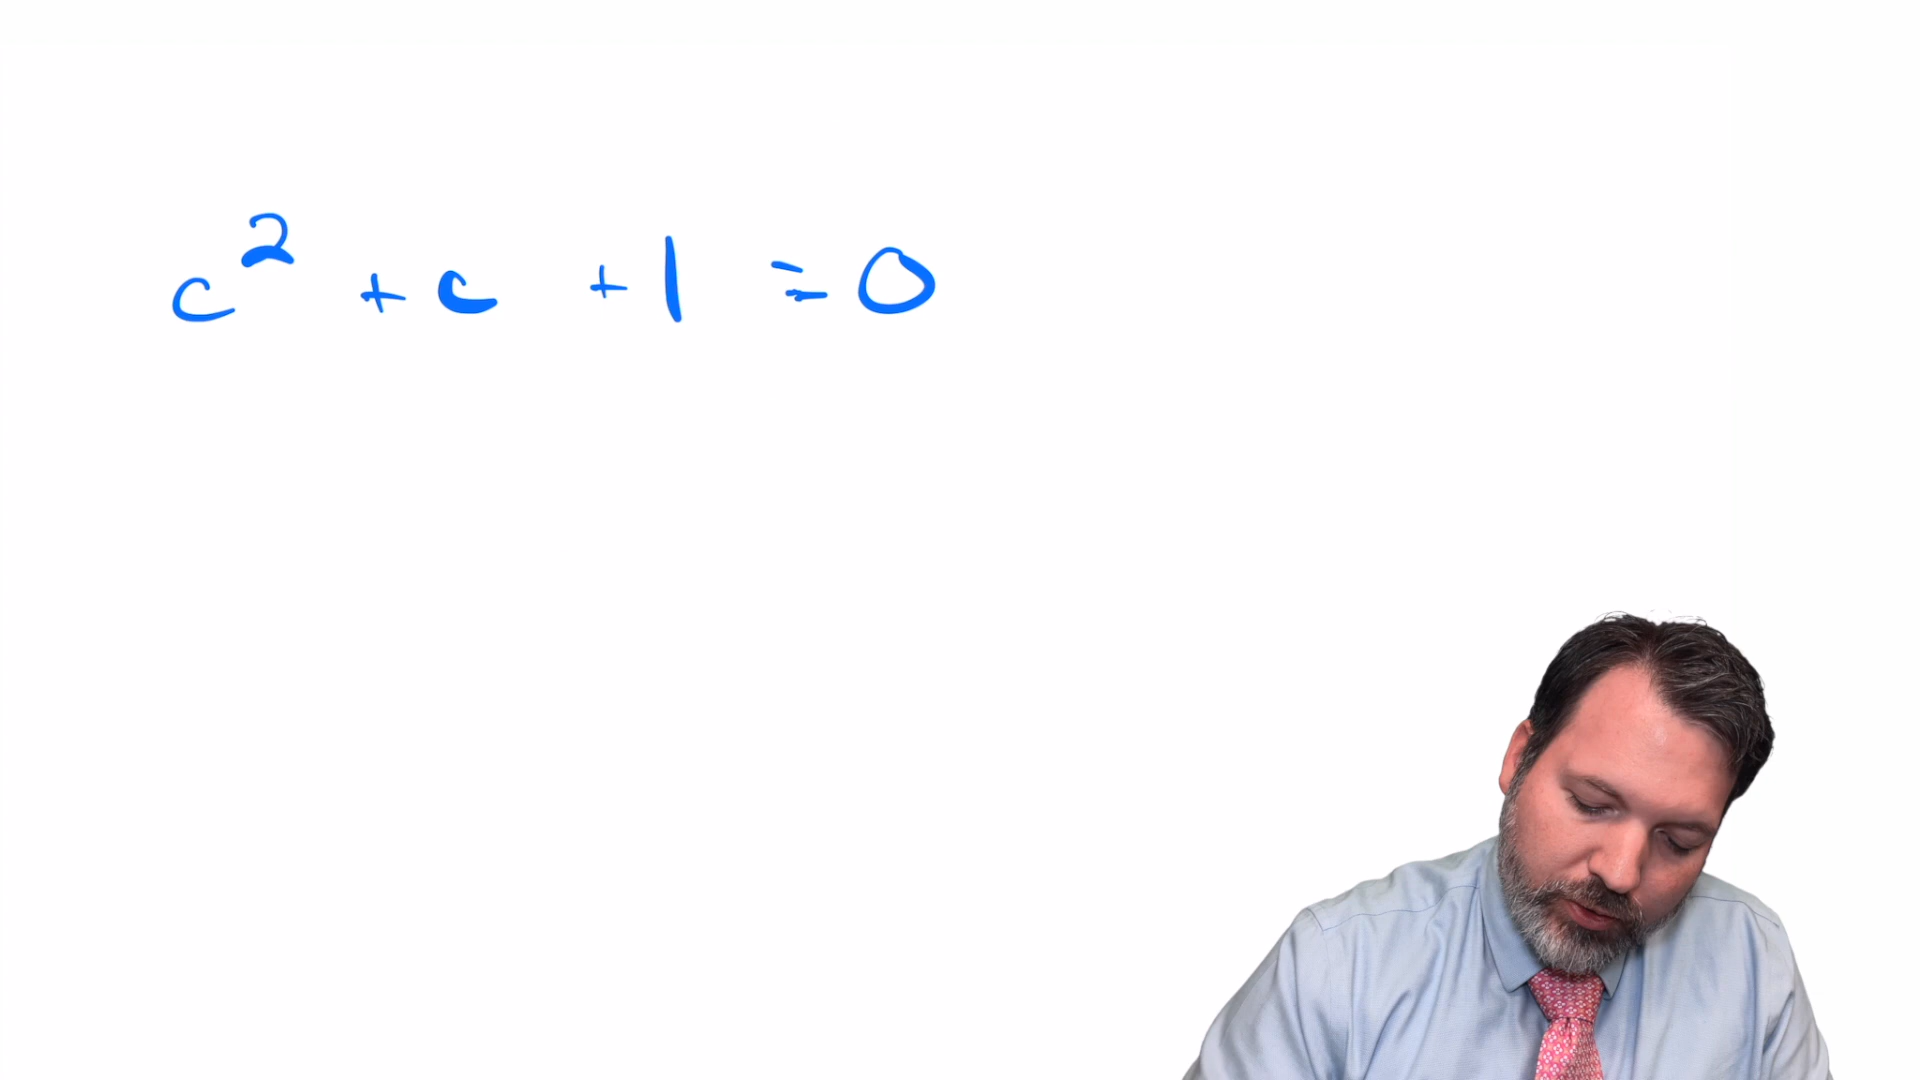 c² + c + 1 = 0